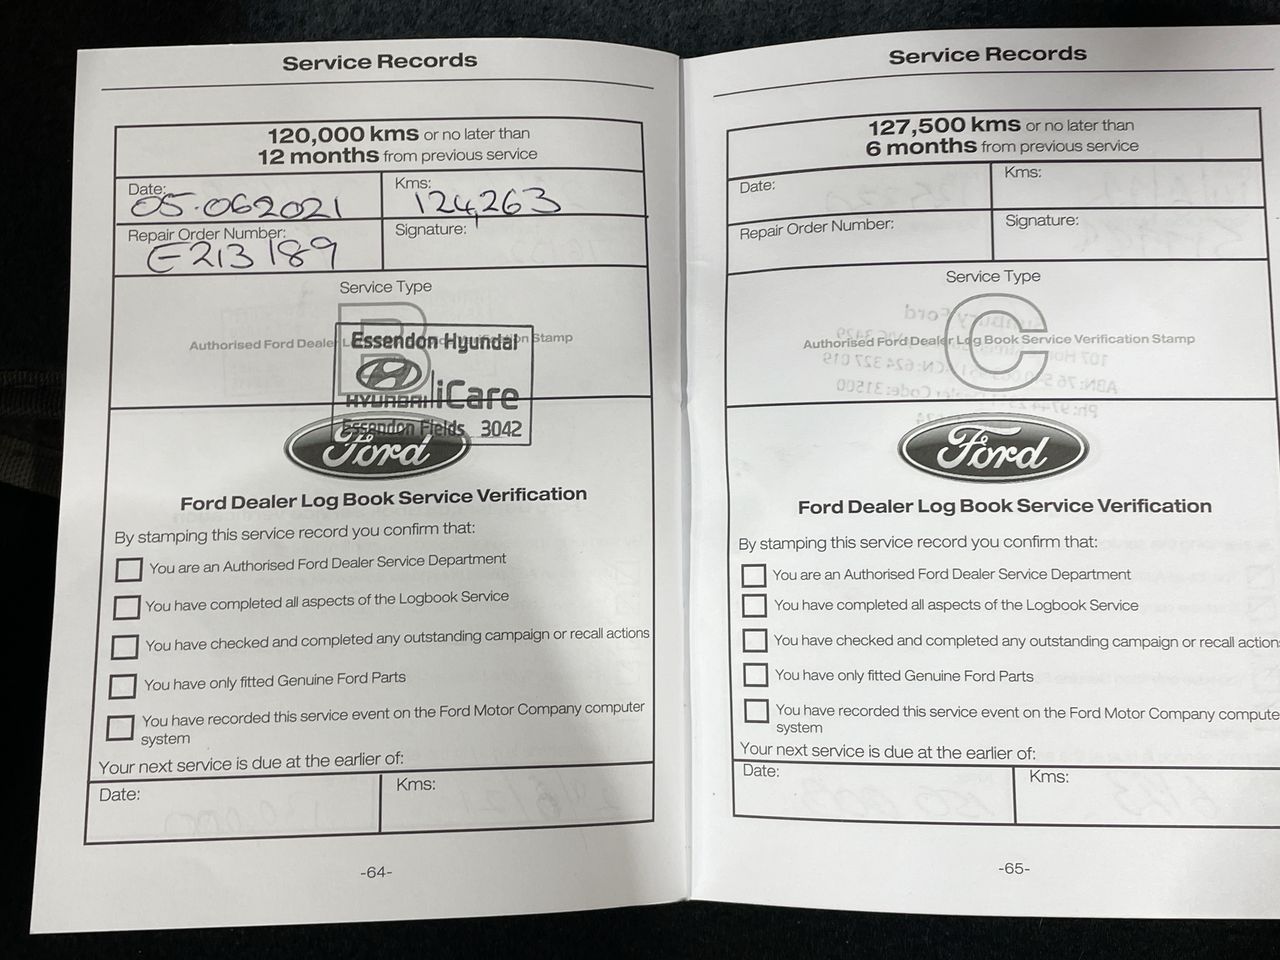 Service Records
120,000 kms or no later than
12 months from previous service
Date:
05.062021
Kms:
124,263
Repair Order Number:
E213189
Signature:
Service Type
B
Authorised Ford Dealer Log Book Service Verification Stamp
Essendon Hyundai
HYUNDAI iCare
Essendon Fields 3042
Ford
Ford Dealer Log Book Service Verification
By stamping this service record you confirm that:
You are an Authorised Ford Dealer Service Department
You have completed all aspects of the Logbook Service
You have checked and completed any outstanding campaign or recall actions
You have only fitted Genuine Ford Parts
You have recorded this service event on the Ford Motor Company computer
system
Your next service is due at the earlier of:
Date:
Kms:
-64-
Service Records
127,500 kms or no later than
6 months from previous service
Date:
Kms:
Repair Order Number:
Signature:
Service Type
C
Authorised Ford Dealer Log Book Service Verification Stamp
Ford
Ford Dealer Log Book Service Verification
By stamping this service record you confirm that:
You are an Authorised Ford Dealer Service Department
You have completed all aspects of the Logbook Service
You have checked and completed any outstanding campaign or recall action
You have only fitted Genuine Ford Parts
You have recorded this service event on the Ford Motor Company compute
system
Your next service is due at the earlier of:
Date:
Kms:
-65-